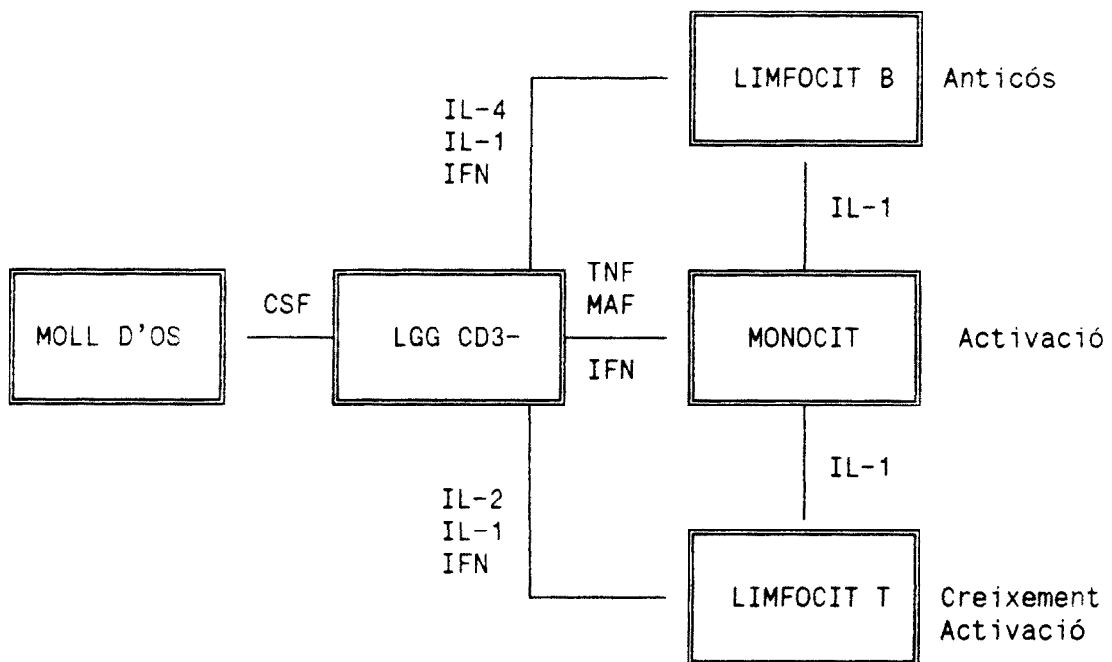 LIMFOCIT B
Anticós
IL-4
IL-1
IFN
IL-1
MOLL D'OS
CSF
LGG CD3-
TNF
MAF
IFN
MONOCIT
Activació
IL-1
IL-2
IL-1
IFN
LIMFOCIT T
Creixement
Activació